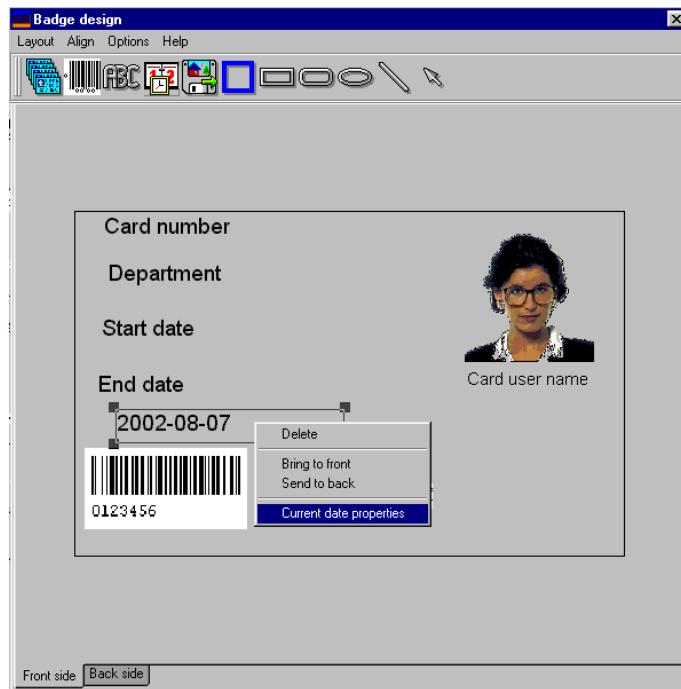 Badge design
Layout Align Options Help
ABC 12
Card number
Department
Start date
End date
Card user name
2002-08-07
Delete
Bring to front
Send to back
Current date properties
0123456
Front side Back side